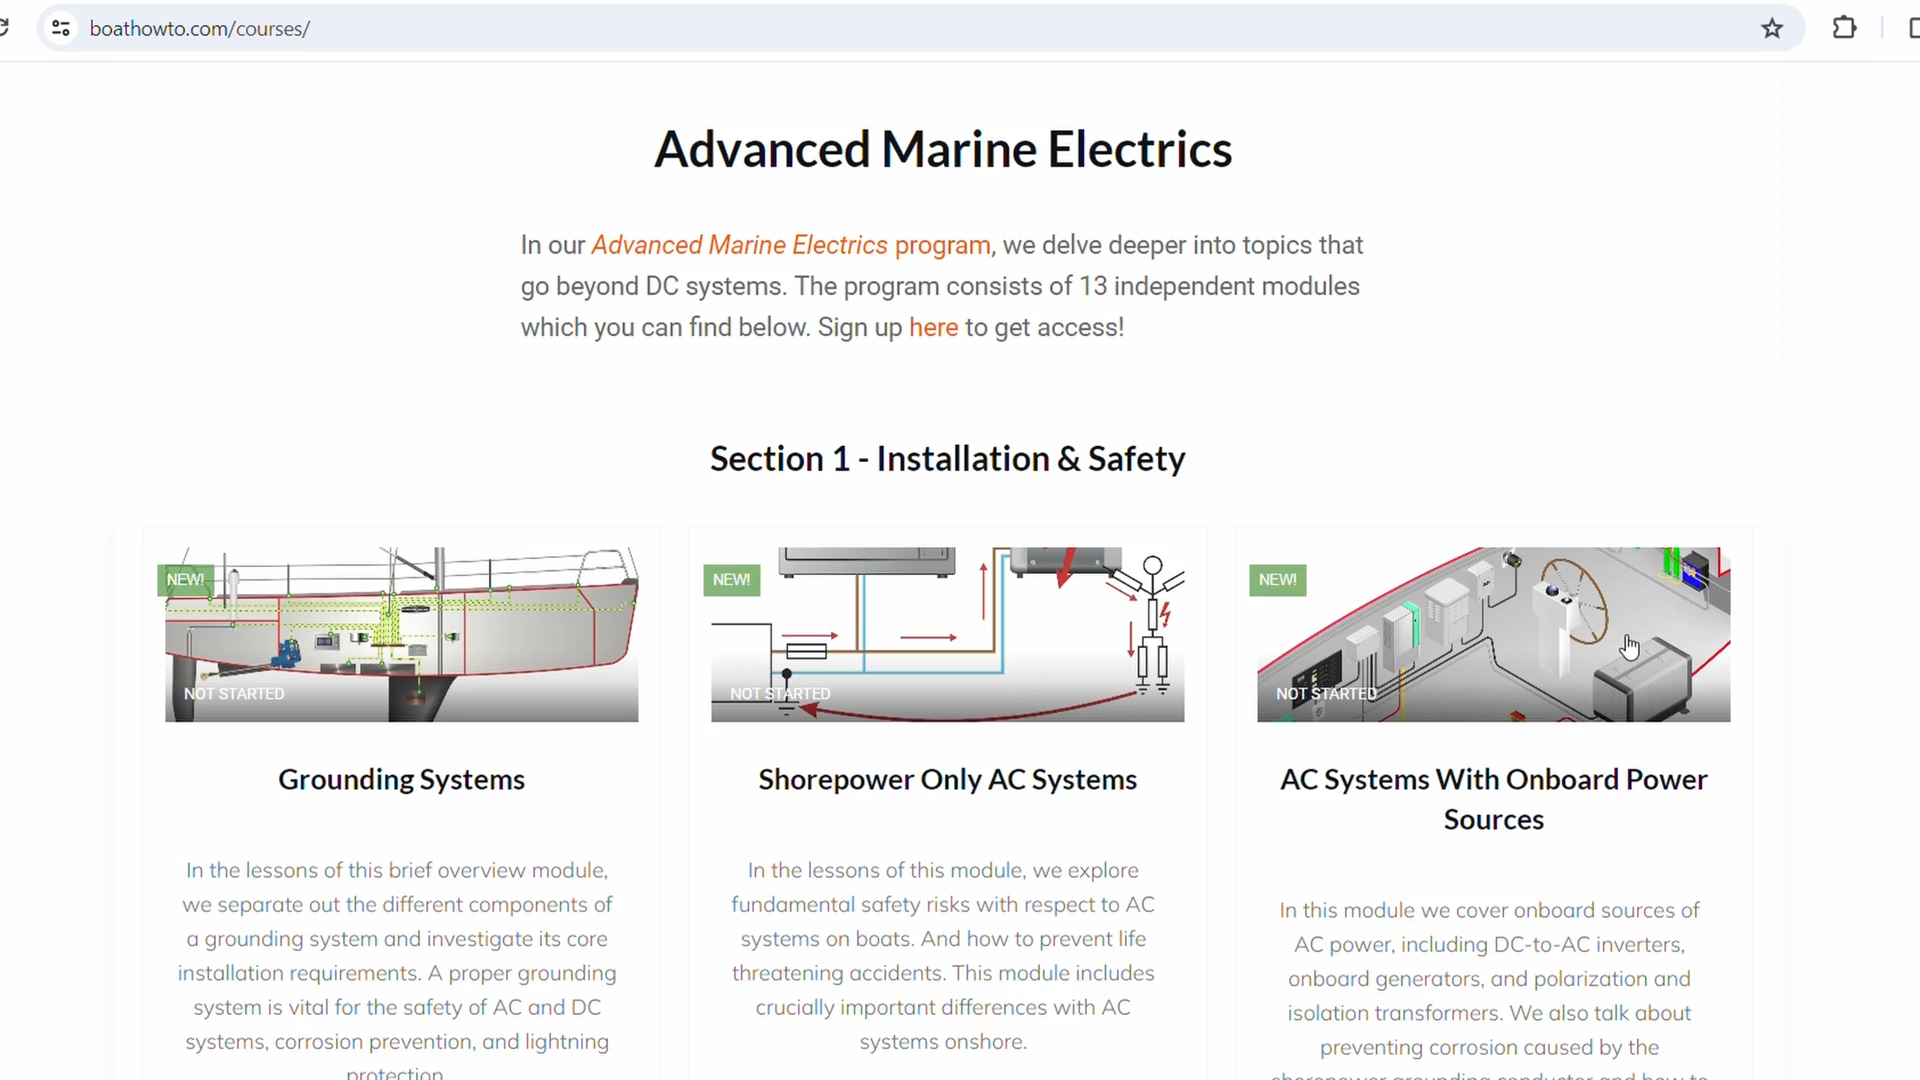 boathowto.com/courses/
Advanced Marine Electrics
In our Advanced Marine Electrics program, we delve deeper into topics that
go beyond DC systems. The program consists of 13 independent modules
which you can find below. Sign up here to get access!
Section 1 - Installation & Safety
NEW!
NOT STARTED
Grounding Systems
In the lessons of this brief overview module,
we separate out the different components of
a grounding system and investigate its core
installation requirements. A proper grounding
system is vital for the safety of AC and DC
systems, corrosion prevention, and lightning
protection.
NEW!
NOT STARTED
Shorepower Only AC Systems
In the lessons of this module, we explore
fundamental safety risks with respect to AC
systems on boats. And how to prevent life
threatening accidents. This module includes
crucially important differences with AC
systems onshore.
NEW!
NOT STARTED
AC Systems With Onboard Power
Sources
In this module we cover onboard sources of
AC power, including DC-to-AC inverters,
onboard generators, and polarization and
isolation transformers. We also talk about
preventing corrosion caused by the
shorepower grounding conductor and how to